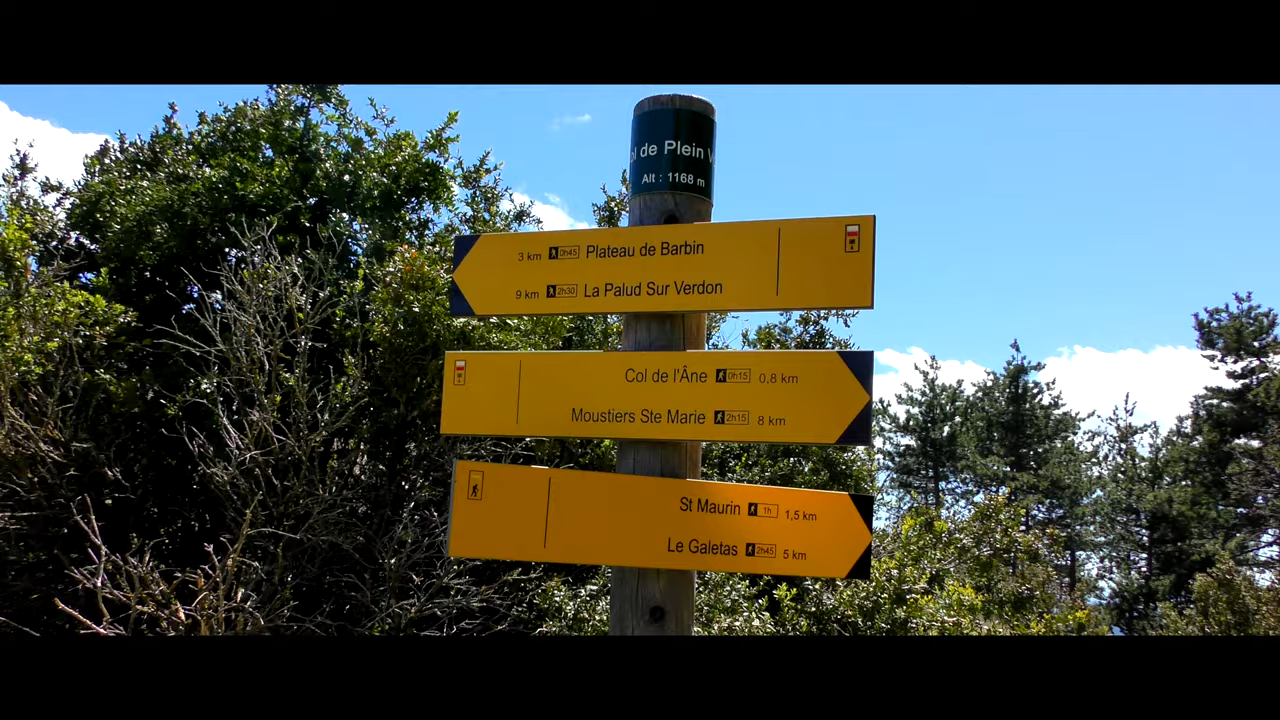 de Plein
Alt : 1168 m
3 km 0h45 Plateau de Barbin
9 km 2h30 La Palud Sur Verdon
Col de l'Âne 0h15 0,8 km
Moustiers Ste Marie 2h15 8 km
St Maurin 1h 1,5 km
Le Galetas 2h45 5 km